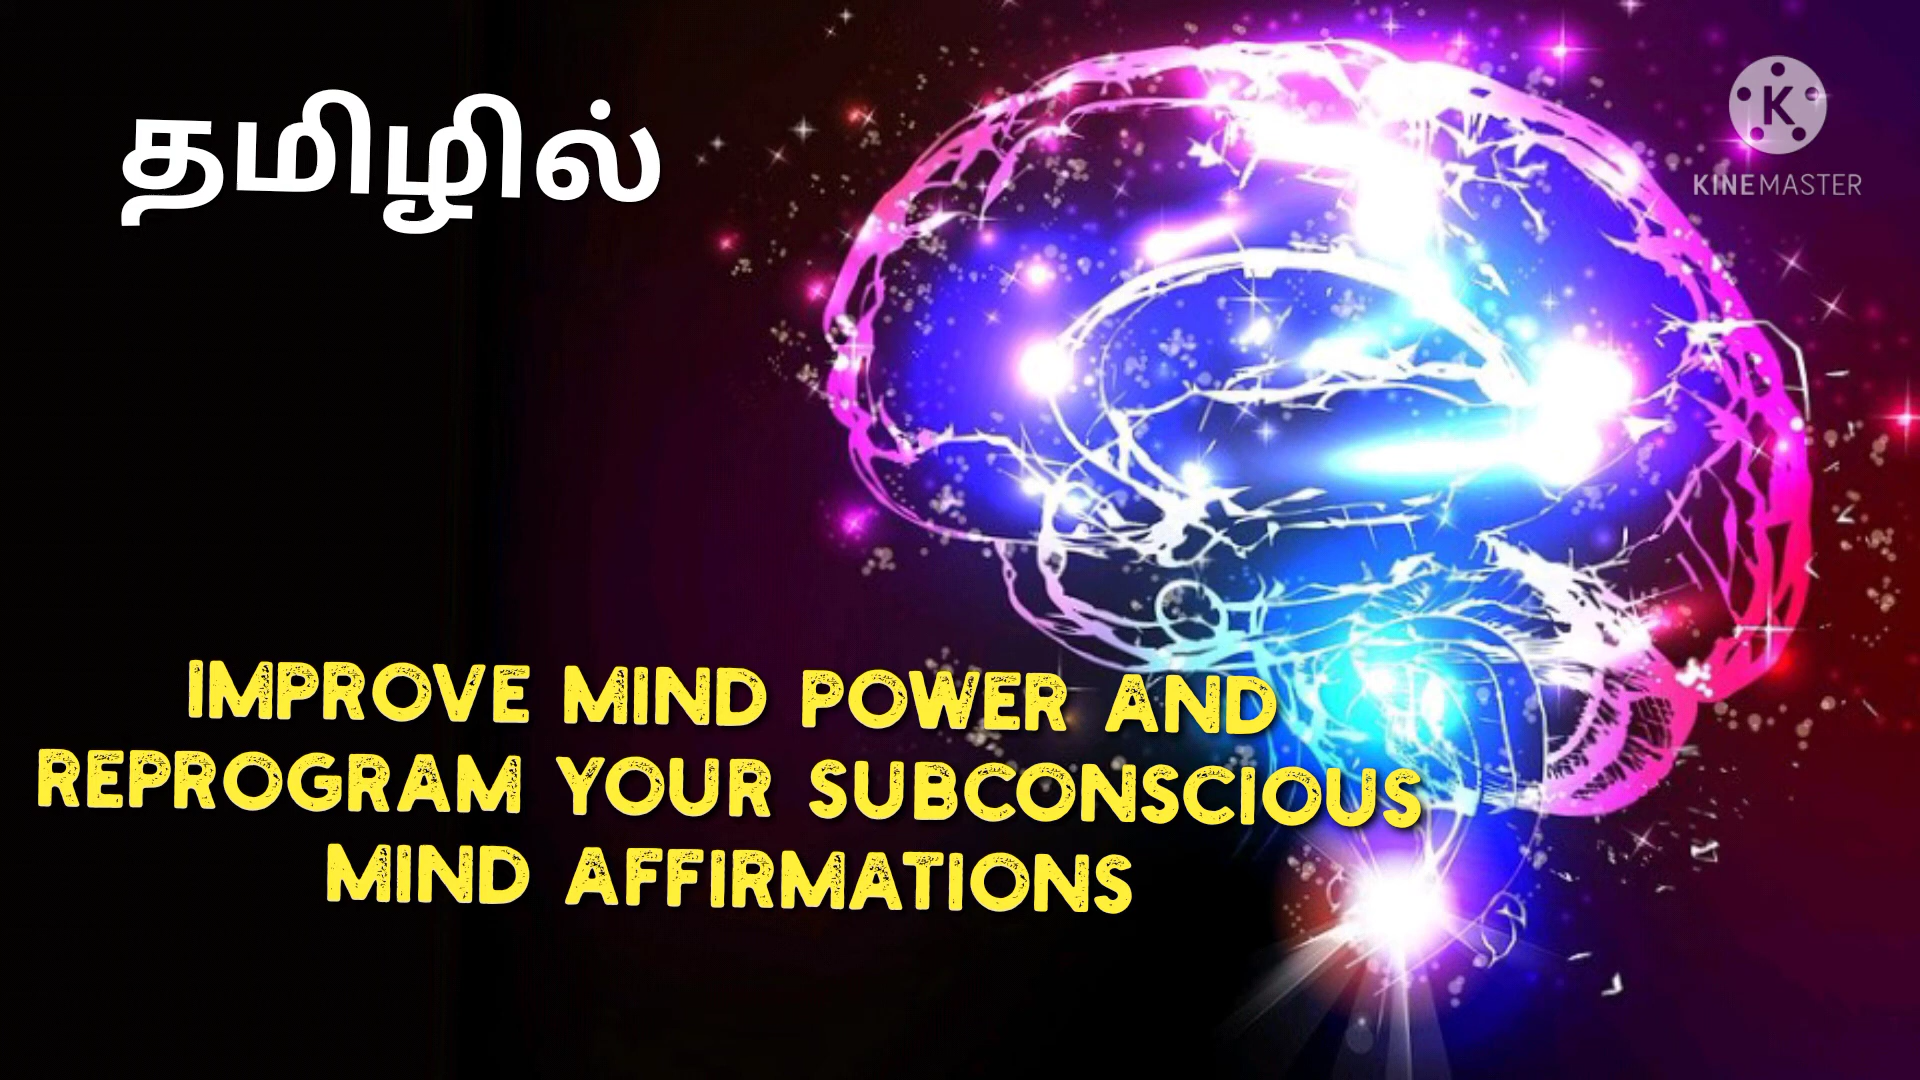 தமிழில்
K
KINEMASTER
IMPROVE MIND POWER AND
REPROGRAM YOUR SUBCONSCIOUS
MIND AFFIRMATIONS